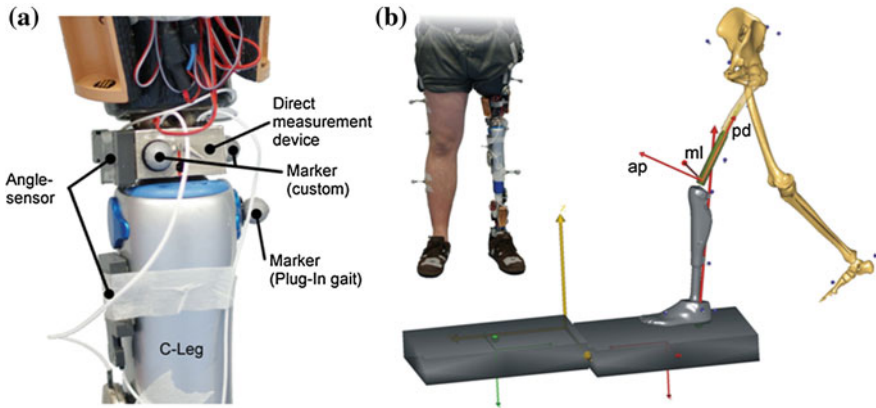 (a)
Direct
measurement
device
Marker
(custom)
Angle-
sensor
Marker
(Plug-In gait)
C-Leg
(b)
ml
pd
ap